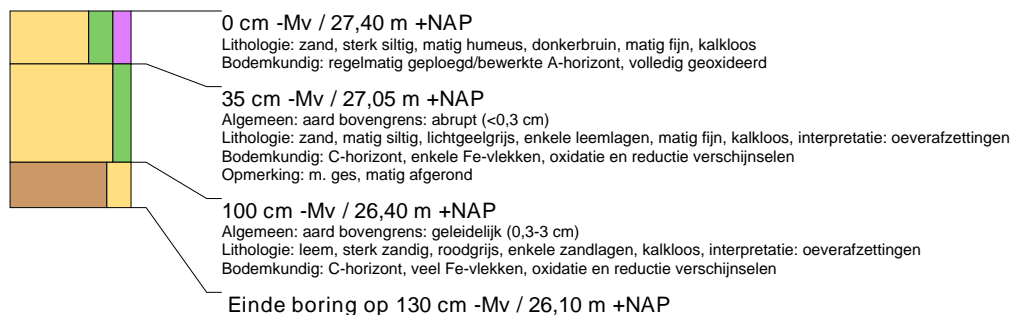 0 cm -Mv / 27,40 m +NAP
Lithologie: zand, sterk siltig, matig humeus, donkerbruin, matig fijn, kalkloos
Bodemkundig: regelmatig geploegd/bewerkte A-horizont, volledig geoxideerd
35 cm -Mv / 27,05 m +NAP
Algemeen: aard bovengrens: abrupt (<0,3 cm)
Lithologie: zand, matig siltig, lichtgeelgrijs, enkele leemlagen, matig fijn, kalkloos, interpretatie: oeverafzettingen
Bodemkundig: C-horizont, enkele Fe-vlekken, oxidatie en reductie verschijnselen
Opmerking: m. ges, matig afgerond
100 cm -Mv / 26,40 m +NAP
Algemeen: aard bovengrens: geleidelijk (0,3-3 cm)
Lithologie: leem, sterk zandig, roodgrijs, enkele zandlagen, kalkloos, interpretatie: oeverafzettingen
Bodemkundig: C-horizont, veel Fe-vlekken, oxidatie en reductie verschijnselen
Einde boring op 130 cm -Mv / 26,10 m +NAP